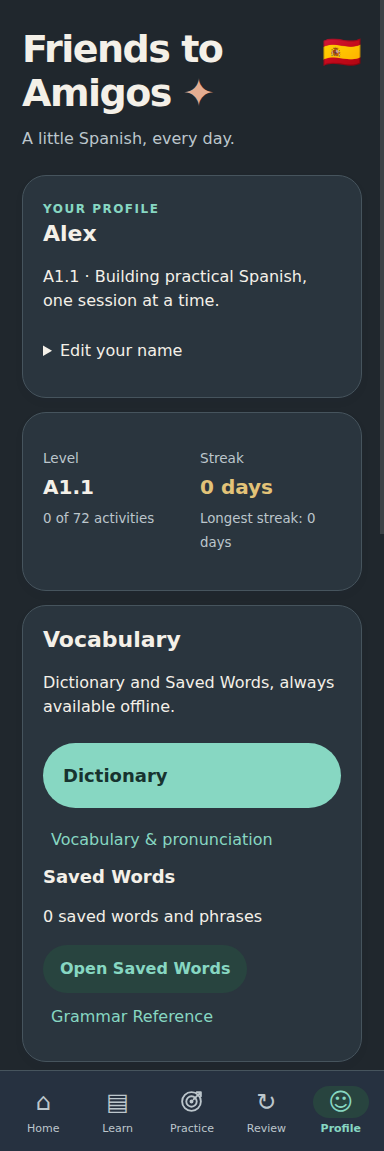 Friends to
Amigos
A little Spanish, every day.
YOUR PROFILE
Alex
A1.1 · Building practical Spanish,
one session at a time.
Edit your name
Level
Streak
A1.1
0 days
0 of 72 activities
Longest streak: 0
days
Vocabulary
Dictionary and Saved Words, always
available offline.
Dictionary
Vocabulary & pronunciation
Saved Words
0 saved words and phrases
Open Saved Words
Grammar Reference
Home
Learn
Practice
Review
Profile